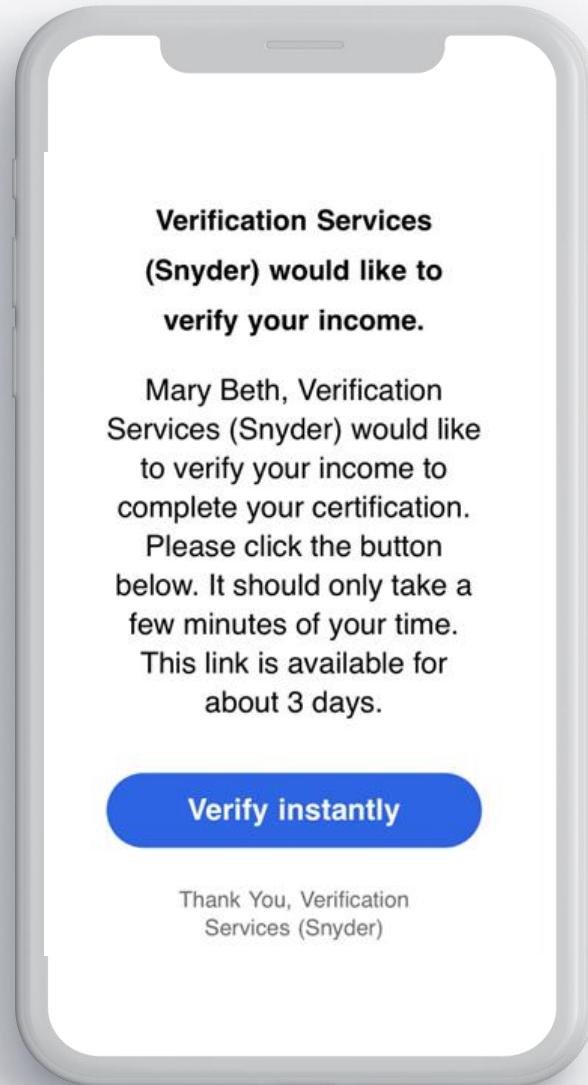 Verification Services
(Snyder) would like to
verify your income.
Mary Beth, Verification
Services (Snyder) would like
to verify your income to
complete your certification.
Please click the button
below. It should only take a
few minutes of your time.
This link is available for
about 3 days.
Verify instantly
Thank You, Verification
Services (Snyder)